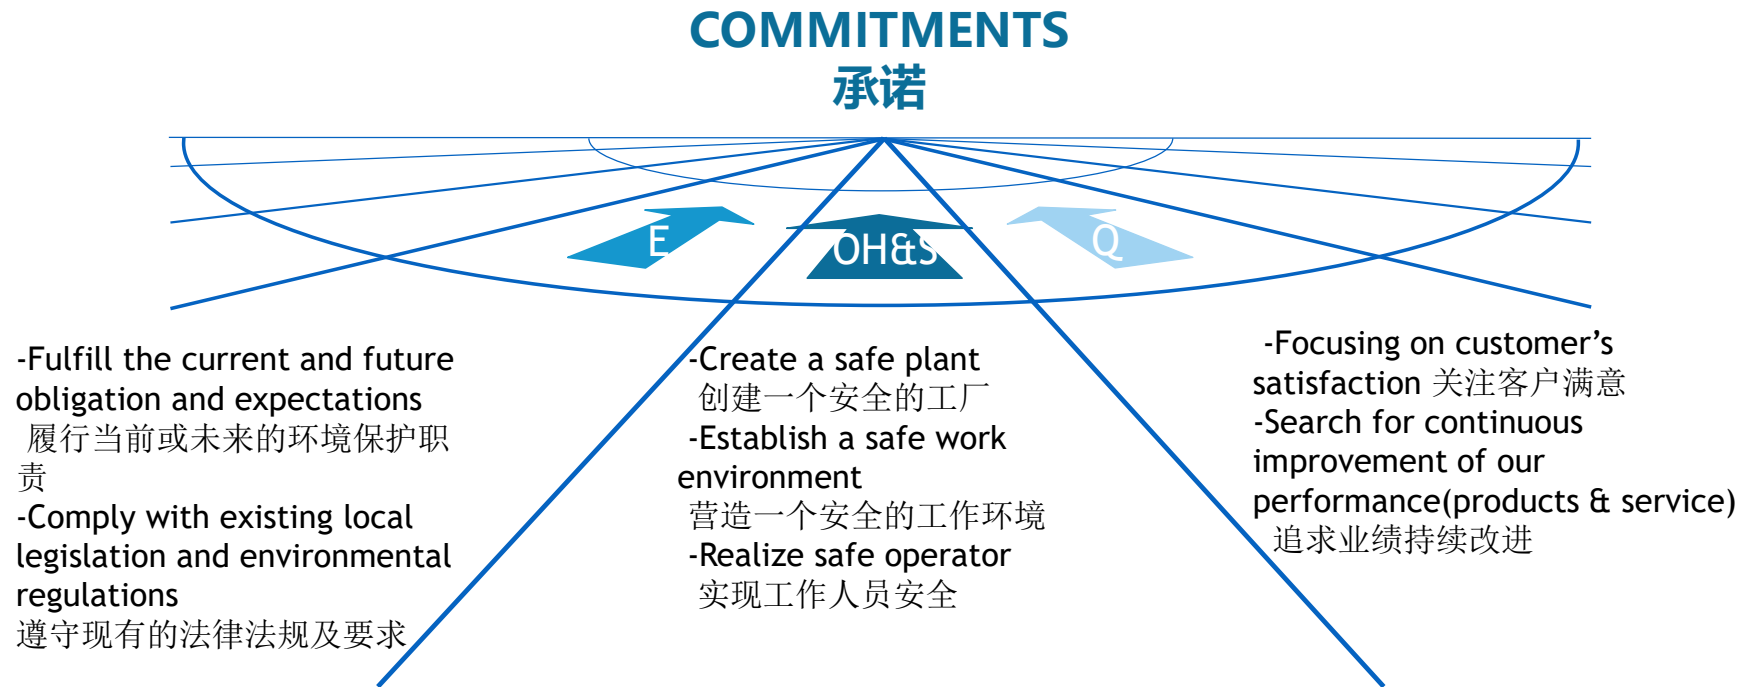 COMMITMENTS
承诺
E
OH&S
Q
-Fulfill the current and future
obligation and expectations
履行当前或未来的环境保护职
责
-Comply with existing local
legislation and environmental
regulations
遵守现有的法律法规及要求
-Create a safe plant
创建一个安全的工厂
-Establish a safe work
environment
营造一个安全的工作环境
-Realize safe operator
实现工作人员安全
-Focusing on customer’s
satisfaction 关注客户满意
-Search for continuous
improvement of our
performance(products & service)
追求业绩持续改进